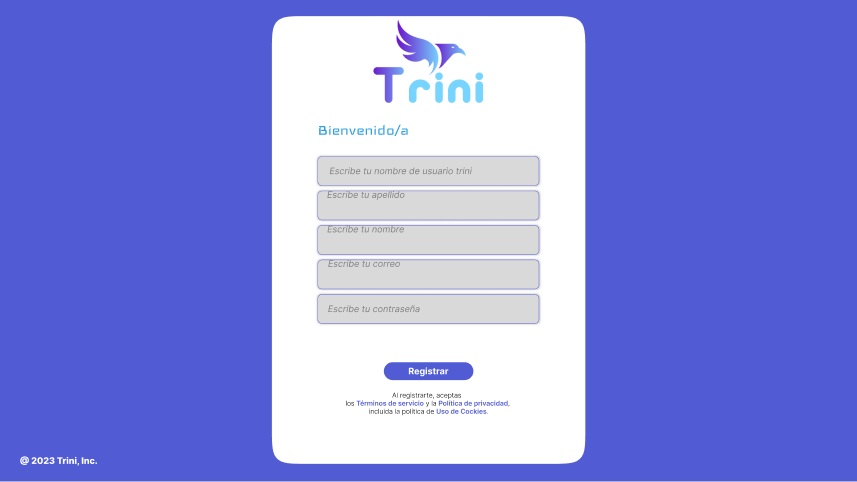 Trini
Bienvenido/a
Escribe tu nombre de usuario trini
Escribe tu apellido
Escribe tu nombre
Escribe tu correo
Escribe tu contraseña
Registrar
Al registrarte, aceptas
los Términos de servicio y la Política de privacidad,
incluida la política de Uso de Cockies.
@ 2023 Trini, Inc.